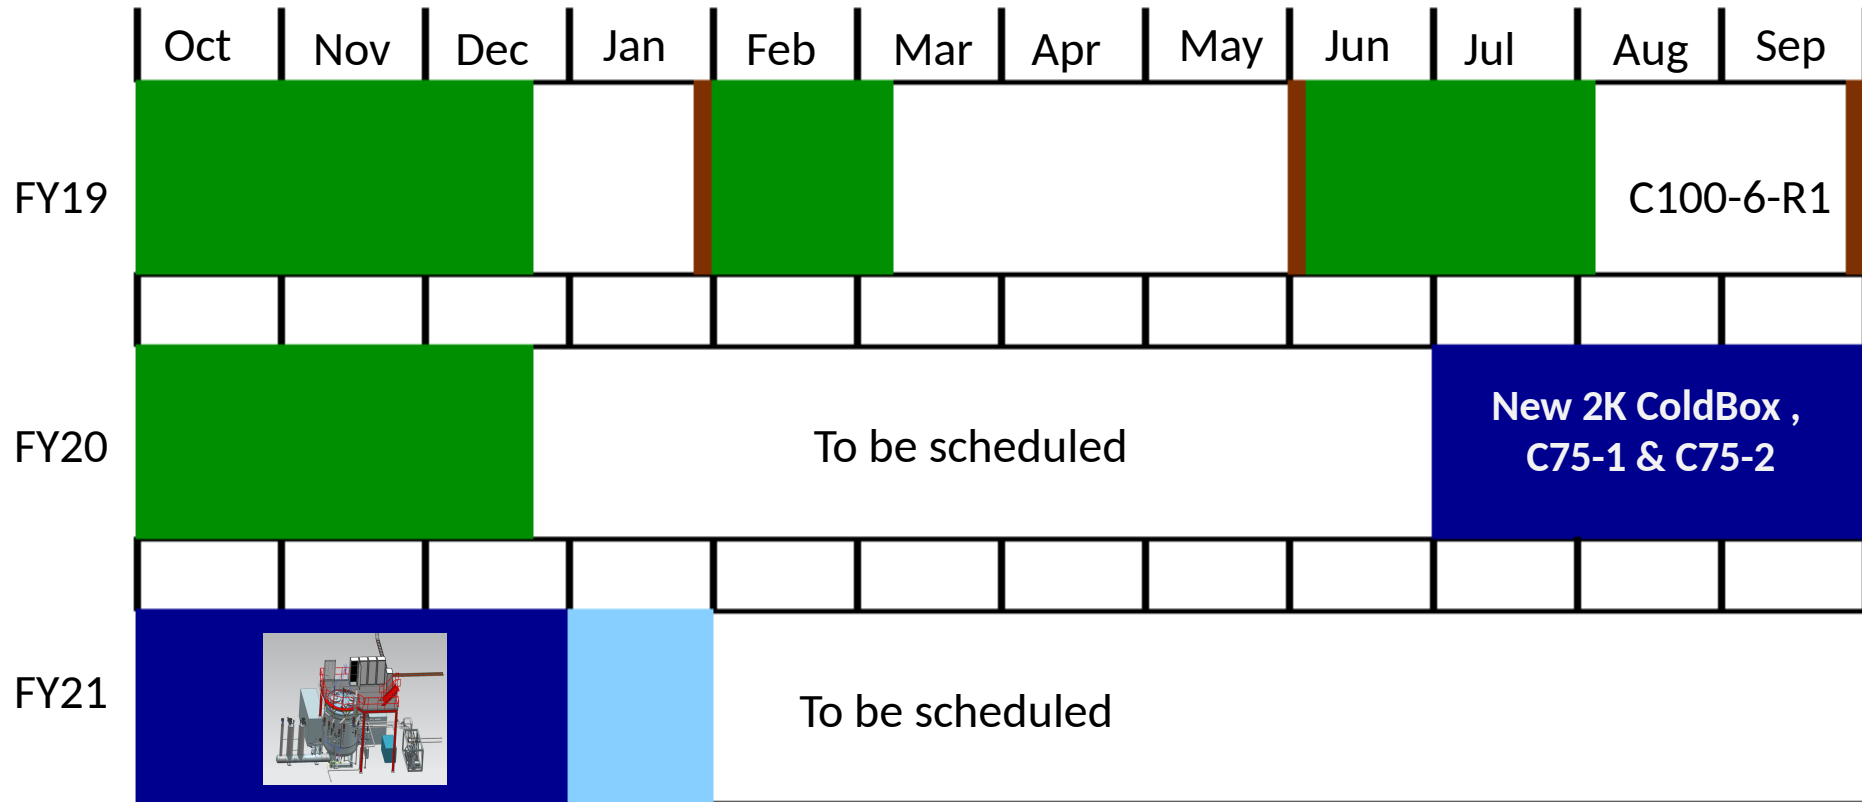 Oct Nov Dec Jan Feb Mar Apr May Jun Jul Aug Sep
FY19
C100-6-R1
FY20
To be scheduled
New 2K ColdBox ,
C75-1 & C75-2
FY21
To be scheduled